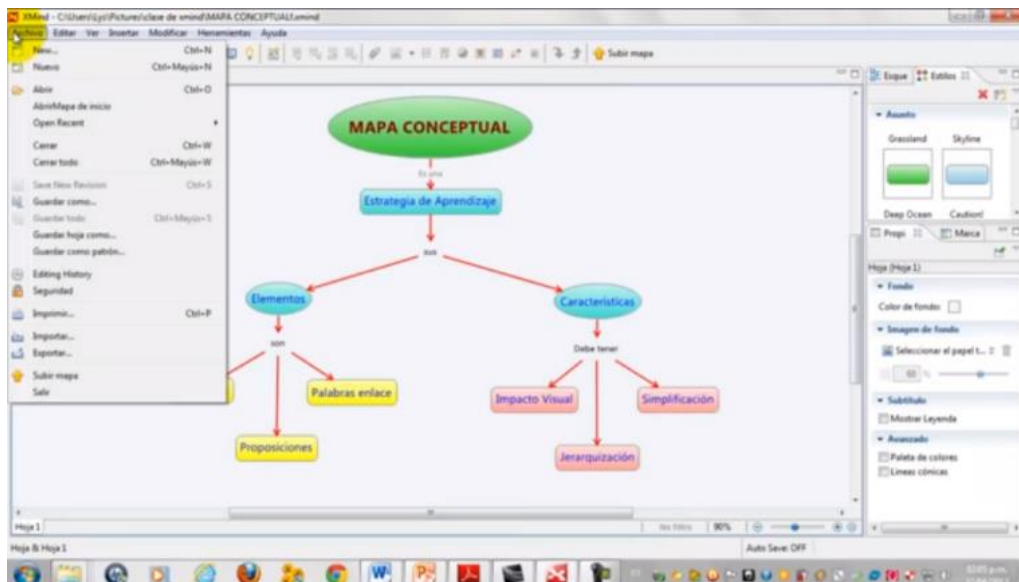 XMind - C:\Users\Lys\Pictures\clase de xmind\MAPA CONCEPTUAL!.xmind
Archivo Editar Ver Insertar Modificar Herramientas Ayuda
New... Ctrl+N
Nuevo Ctrl+Mayús+N
Abrir Ctrl+O
AbrirMapa de inicio
Open Recent
Cerrar Ctrl+W
Cerrar todo Ctrl+Mayús+W
Save New Revision Ctrl+S
Guardar como...
Guardar todo Ctrl+Mayús+S
Guardar hoja como...
Guardar como patrón...
Editing History
Seguridad
Imprimir... Ctrl+P
Importar...
Exportar...
Subir mapa
Salir
Subir mapa
MAPA CONCEPTUAL
Es una
Estrategia de Aprendizaje
sus
Elementos
Características
son
Debe tener
Palabras enlace
Impacto Visual
Simplificación
Proposiciones
Jerarquización
Esque Estilos
Asunto
Grassland Skyline
Deep Ocean Caution!
Propi Marca
Hoja (Hoja 1)
Fondo
Color de fondo:
Imagen de fondo
Seleccionar el papel t...
60 %
Subtítulo
Mostrar Leyenda
Avanzado
Paleta de colores
Lineas cónicas
Hoja 1
90%
Hoja & Hoja 1
Auto Save: OFF